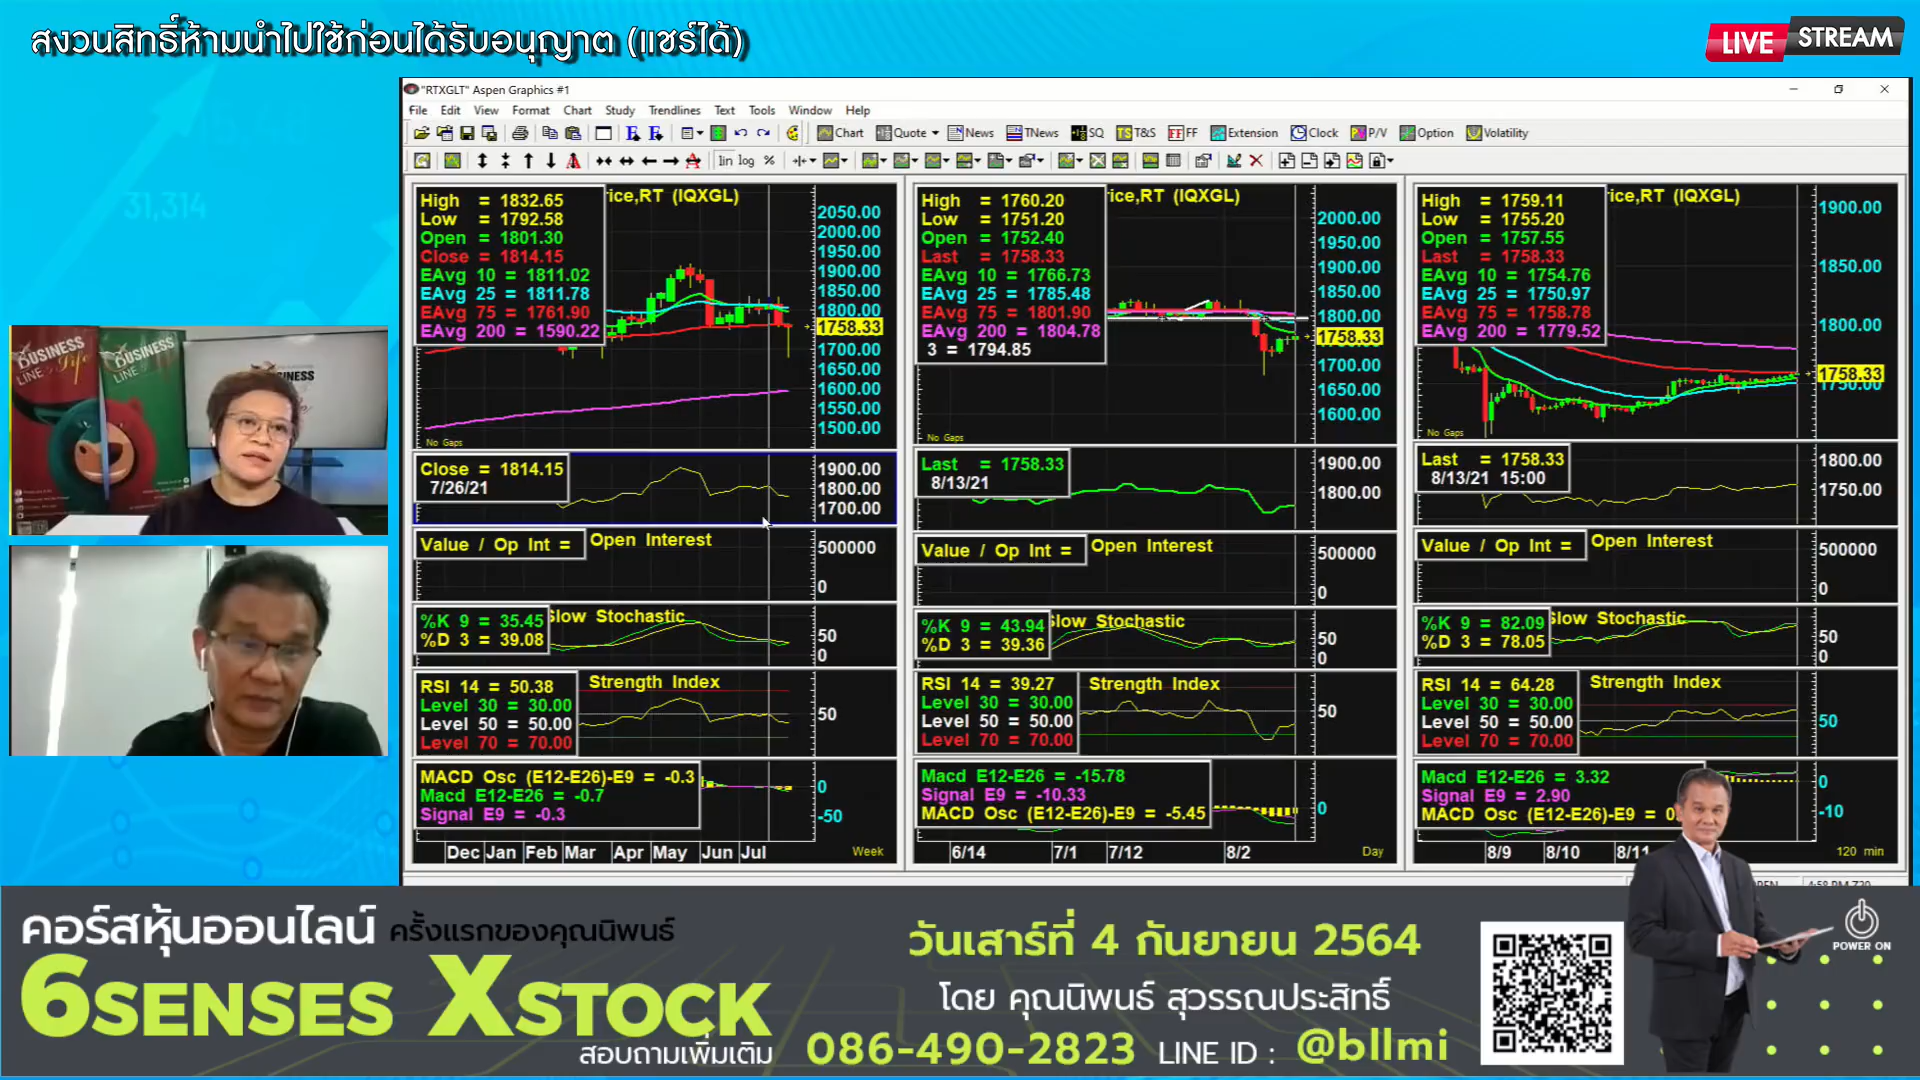 สงวนสิทธิ์ห้ามนำไปใช้ก่อนได้รับอนุญาต (แชร์ได้)
LIVE STREAM
"RTXGLT" Aspen Graphics #1
File Edit View Format Chart Study Trendlines Text Tools Window Help
Chart Quote News TNews SQ T&S FF Extension Clock P/V Option Volatility
lin log %
BUSINESS LINE Life
BUSINESS LINE
BUSINESS
High = 1832.65
Low = 1792.58
Open = 1801.30
Close = 1814.15
EAvg 10 = 1811.02
EAvg 25 = 1811.78
EAvg 75 = 1761.90
EAvg 200 = 1590.22
rice,RT (IQXGL)
2050.00
2000.00
1950.00
1900.00
1850.00
1800.00
1758.33
1700.00
1650.00
1600.00
1550.00
1500.00
No Gaps
Close = 1814.15
7/26/21
1900.00
1800.00
1700.00
Value / Op Int =
Open Interest
500000
0
%K 9 = 35.45
%D 3 = 39.08
Slow Stochastic
50
0
RSI 14 = 50.38
Level 30 = 30.00
Level 50 = 50.00
Level 70 = 70.00
Strength Index
50
MACD Osc (E12-E26)-E9 = -0.3
Macd E12-E26 = -0.7
Signal E9 = -0.3
0
-50
Dec Jan Feb Mar Apr May Jun Jul Week
High = 1760.20
Low = 1751.20
Open = 1752.40
Last = 1758.33
EAvg 10 = 1766.73
EAvg 25 = 1785.48
EAvg 75 = 1801.90
EAvg 200 = 1804.78
3 = 1794.85
rice,RT (IQXGL)
2000.00
1950.00
1900.00
1850.00
1800.00
1758.33
1700.00
1650.00
1600.00
No Gaps
Last = 1758.33
8/13/21
1900.00
1800.00
Value / Op Int =
Open Interest
500000
0
%K 9 = 43.94
%D 3 = 39.36
Slow Stochastic
50
0
RSI 14 = 39.27
Level 30 = 30.00
Level 50 = 50.00
Level 70 = 70.00
Strength Index
50
Macd E12-E26 = -15.78
Signal E9 = -10.33
MACD Osc (E12-E26)-E9 = -5.45
0
6/14 7/1 7/12 8/2 Day
High = 1759.11
Low = 1755.20
Open = 1757.55
Last = 1758.33
EAvg 10 = 1754.76
EAvg 25 = 1750.97
EAvg 75 = 1758.78
EAvg 200 = 1779.52
rice,RT (IQXGL)
1900.00
1850.00
1800.00
1758.33
1750.00
No Gaps
Last = 1758.33
8/13/21 15:00
1800.00
1750.00
Value / Op Int =
Open Interest
500000
0
%K 9 = 82.09
%D 3 = 78.05
Slow Stochastic
50
0
RSI 14 = 64.28
Level 30 = 30.00
Level 50 = 50.00
Level 70 = 70.00
Strength Index
50
Macd E12-E26 = 3.32
Signal E9 = 2.90
MACD Osc (E12-E26)-E9 = 0
0
-10
8/9 8/10 8/11 120 min
คอร์สหุ้นออนไลน์ ครั้งแรกของคุณนิพนธ์
6SENSES XSTOCK
วันเสาร์ที่ 4 กันยายน 2564
โดย คุณนิพนธ์ สุวรรณประสิทธิ์
สอบถามเพิ่มเติม 086-490-2823 LINE ID : @bllmi
POWER ON